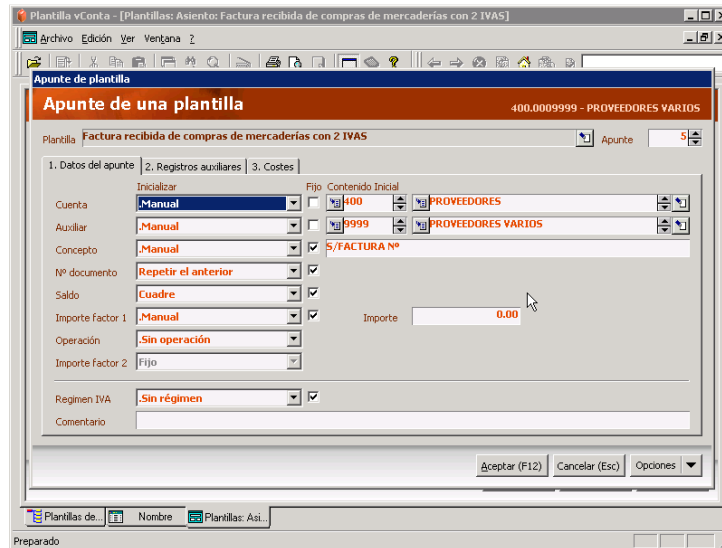 Plantilla vConta - [Plantillas: Asiento: Factura recibida de compras de mercaderías con 2 IVAS]
Archivo Edición Ver Ventana ?
Apunte de plantilla
Apunte de una plantilla
400.0009999 - PROVEEDORES VARIOS
Plantilla Factura recibida de compras de mercaderías con 2 IVAS Apunte 5
1. Datos del apunte 2. Registros auxiliares 3. Costes
Inicializar Fijo Contenido Inicial
Cuenta .Manual 400 PROVEEDORES
Auxiliar .Manual 9999 PROVEEDORES VARIOS
Concepto .Manual S/FACTURA Nº
Nº documento Repetir el anterior
Saldo Cuadre
Importe factor 1 .Manual Importe 0.00
Operación .Sin operación
Importe factor 2 Fijo
Regimen IVA .Sin régimen
Comentario
Aceptar (F12) Cancelar (Esc) Opciones
Plantillas de... Nombre Plantillas: Asi...
Preparado